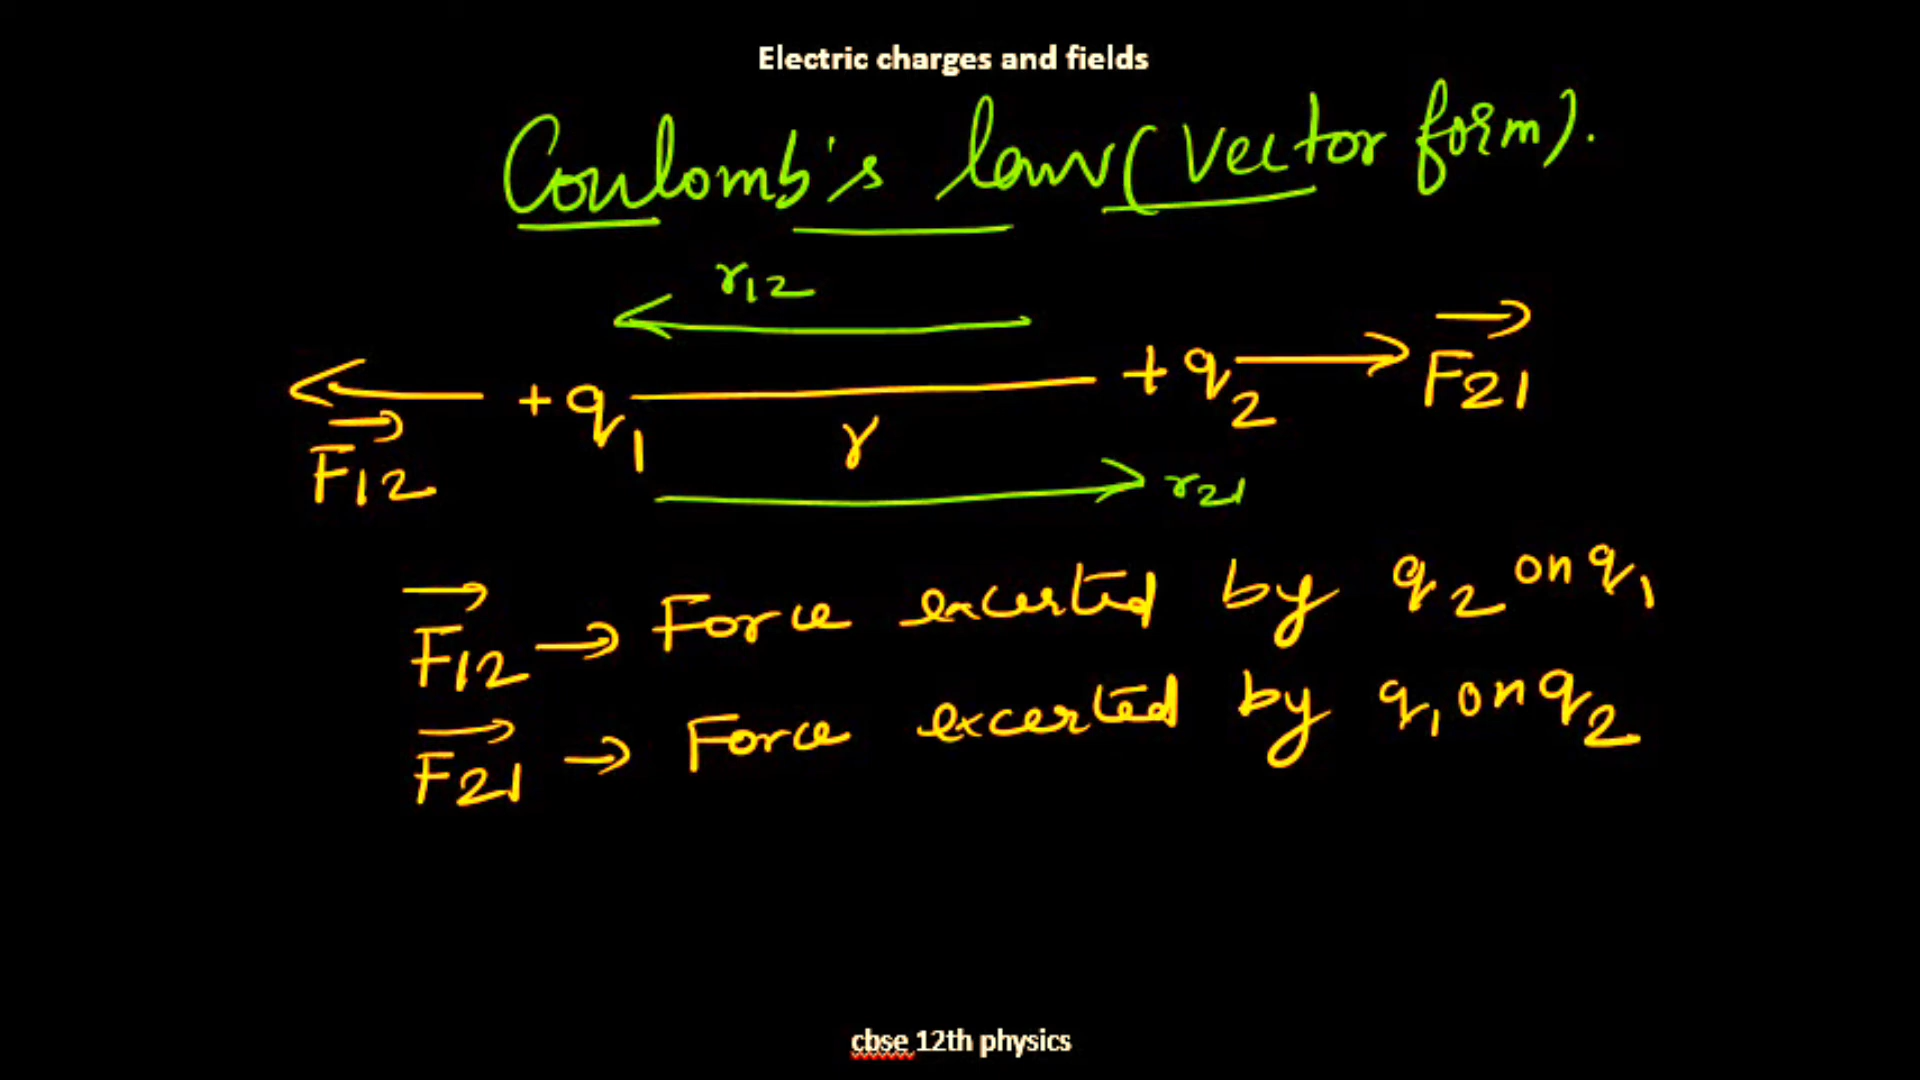 Electric charges and fields
Coulomb's law (Vector form).
r12
+q1 r +q2 F21
F12
r21
F12 → Force excerted by q2 on q1
F21 → Force excerted by q1 on q2
cbse 12th physics